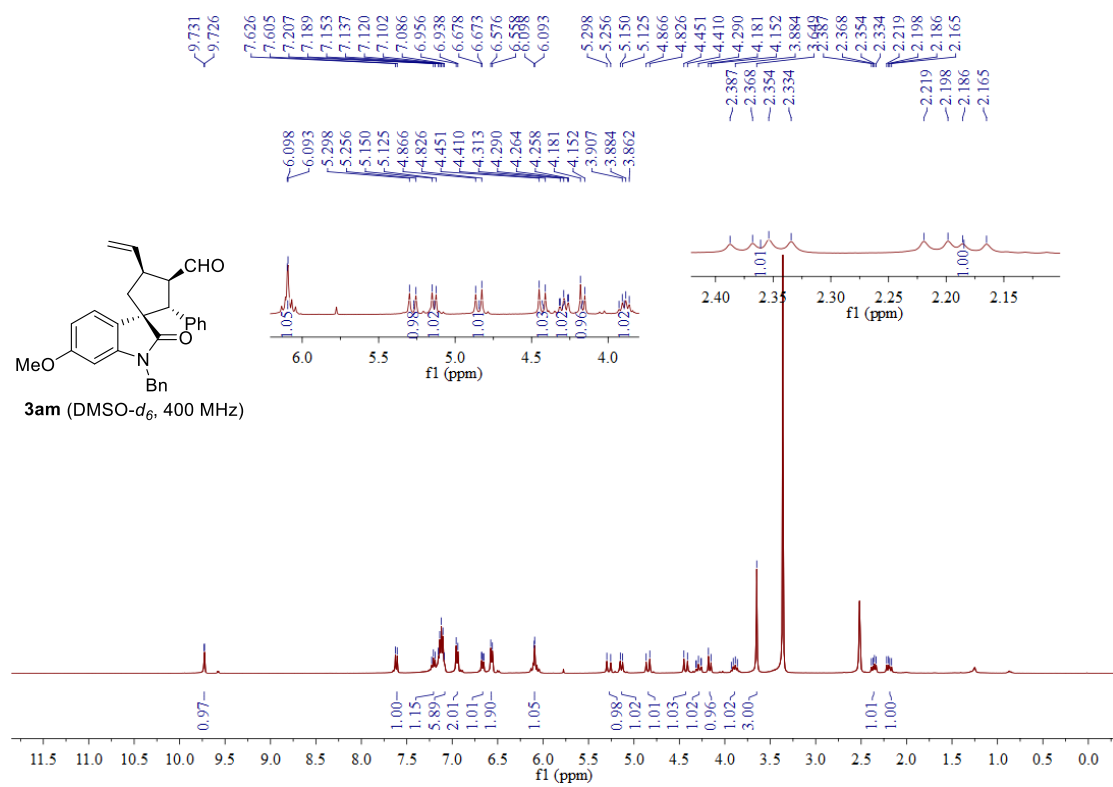 9.731 9.726 7.626 7.605 7.207 7.189 7.153 7.137 7.120 7.102 7.086 6.956 6.938 6.678 6.673 6.576 6.558 6.098 6.093 5.298 5.256 5.150 5.125 4.866 4.826 4.451 4.410 4.290 4.181 4.152 3.884 3.649 2.387 2.368 2.354 2.334 2.219 2.198 2.186 2.165
2.387 2.368 2.354 2.334 2.219 2.198 2.186 2.165
6.098 6.093 5.298 5.256 5.150 5.125 4.866 4.826 4.451 4.410 4.313 4.290 4.264 4.258 4.181 4.152 3.907 3.884 3.862
CHO
Ph
O
N
MeO
Bn
3am (DMSO-d6, 400 MHz)
1.05 0.98 1.02 1.01 1.03 1.02 0.96 1.02
6.0 5.5 5.0 4.5 4.0
f1 (ppm)
1.01 1.00
2.40 2.35 2.30 2.25 2.20 2.15
f1 (ppm)
0.97 1.00 1.15 5.89 2.01 1.01 1.90 1.05 0.98 1.02 1.01 1.03 1.02 0.96 1.02 3.00 1.01 1.00
11.5 11.0 10.5 10.0 9.5 9.0 8.5 8.0 7.5 7.0 6.5 6.0 5.5 5.0 4.5 4.0 3.5 3.0 2.5 2.0 1.5 1.0 0.5 0.0
f1 (ppm)